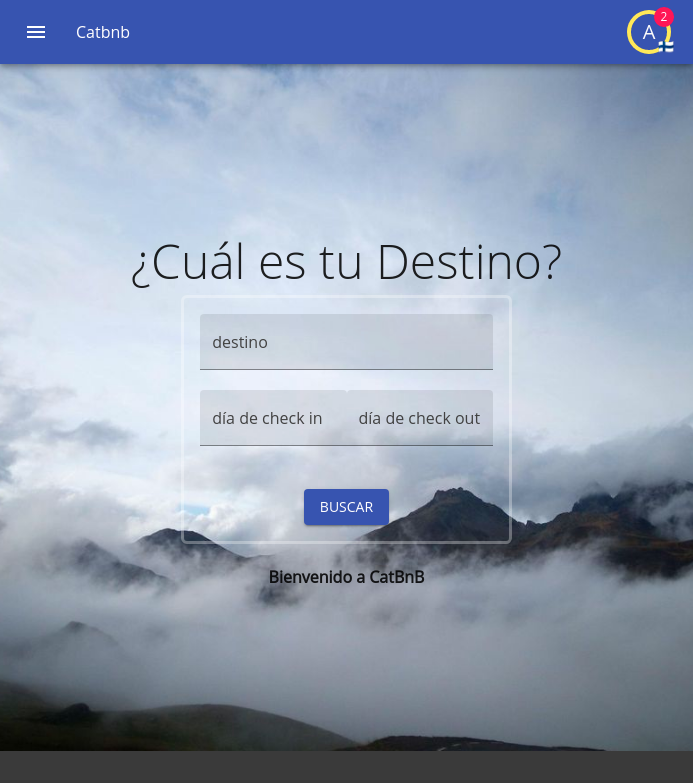 Catbnb
A
2
¿Cuál es tu Destino?
destino
día de check in
día de check out
BUSCAR
Bienvenido a CatBnB